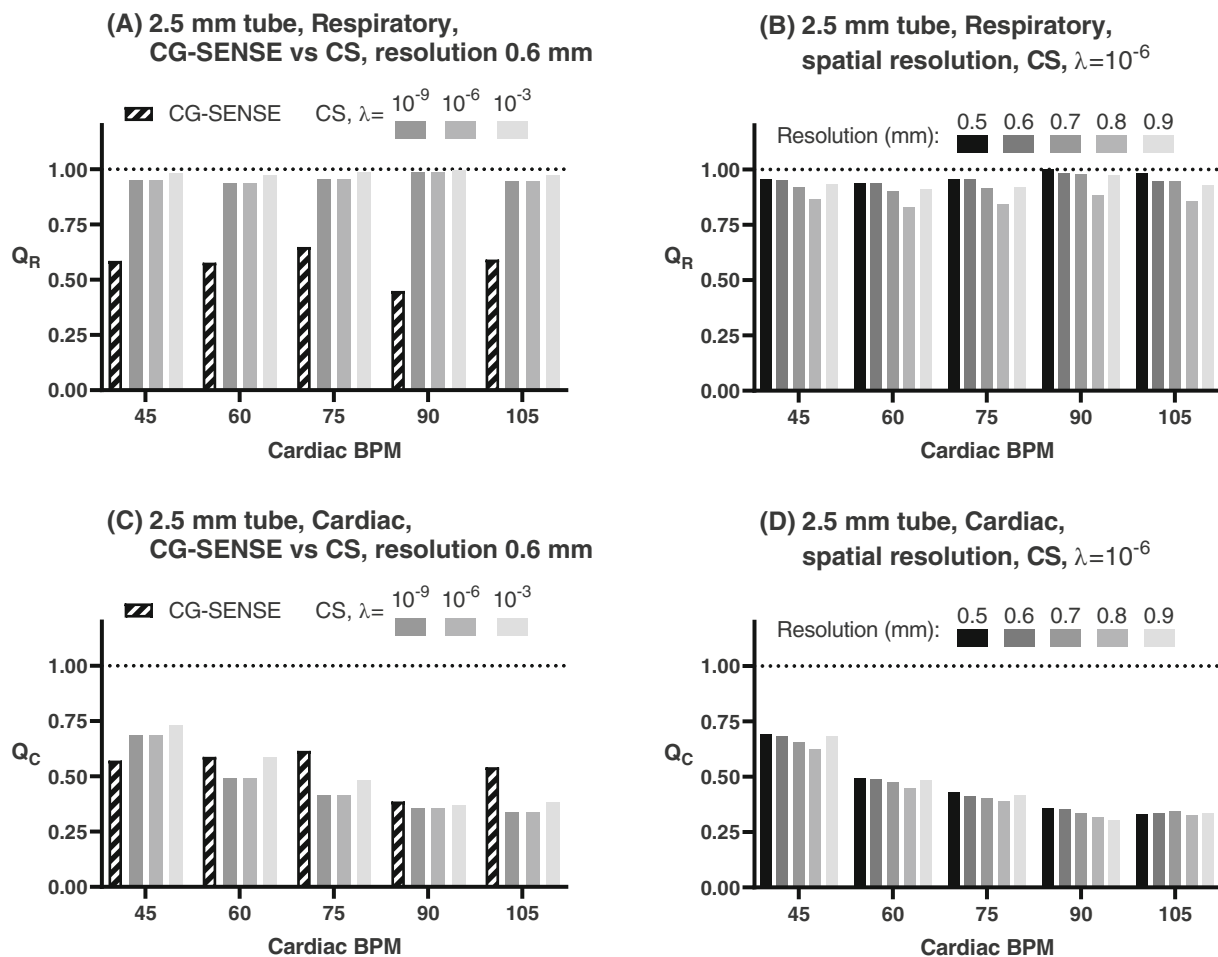 (A) 2.5 mm tube, Respiratory,
CG-SENSE vs CS, resolution 0.6 mm
CG-SENSE CS, λ= 10⁻⁹ 10⁻⁶ 10⁻³
1.00
0.75
Q_R
0.50
0.25
0.00
45 60 75 90 105
Cardiac BPM
(B) 2.5 mm tube, Respiratory,
spatial resolution, CS, λ=10⁻⁶
Resolution (mm): 0.5 0.6 0.7 0.8 0.9
1.00
0.75
Q_R
0.50
0.25
0.00
45 60 75 90 105
Cardiac BPM
(C) 2.5 mm tube, Cardiac,
CG-SENSE vs CS, resolution 0.6 mm
CG-SENSE CS, λ= 10⁻⁹ 10⁻⁶ 10⁻³
1.00
0.75
Q_C
0.50
0.25
0.00
45 60 75 90 105
Cardiac BPM
(D) 2.5 mm tube, Cardiac,
spatial resolution, CS, λ=10⁻⁶
Resolution (mm): 0.5 0.6 0.7 0.8 0.9
1.00
0.75
Q_C
0.50
0.25
0.00
45 60 75 90 105
Cardiac BPM